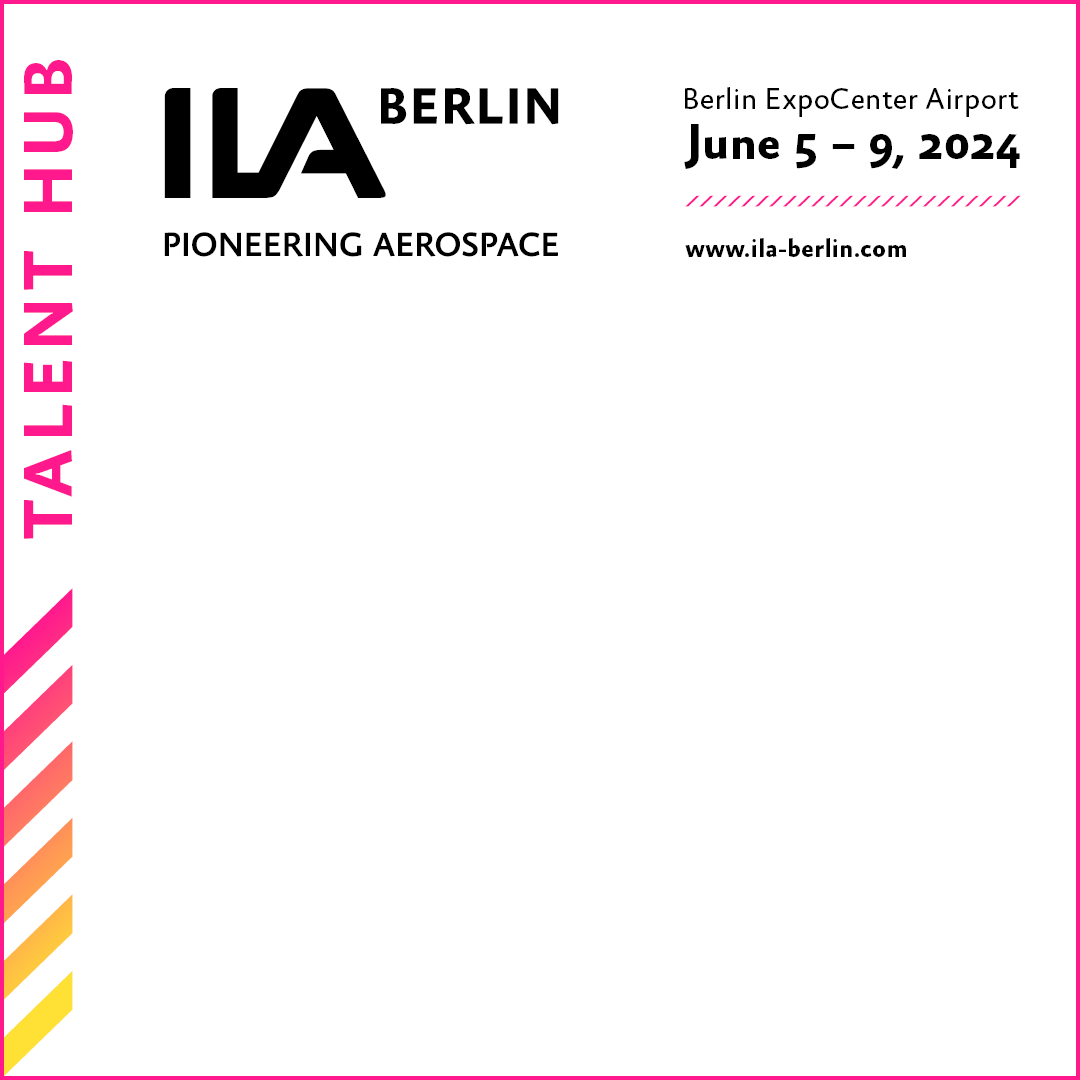 TALENT HUB
ILA BERLIN
PIONEERING AEROSPACE
Berlin ExpoCenter Airport
June 5 – 9, 2024
www.ila-berlin.com